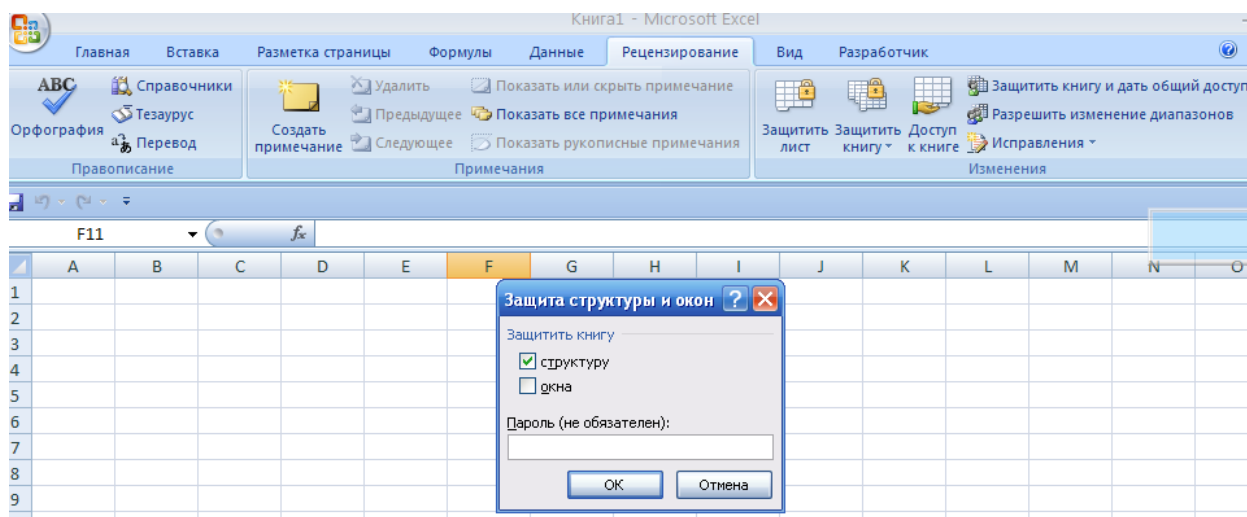 Книга1 - Microsoft Excel
Главная Вставка Разметка страницы Формулы Данные Рецензирование Вид Разработчик
ABC
Орфография
Справочники
Тезаурус
Перевод
Правописание
Создать
примечание
Удалить
Предыдущее
Следующее
Показать или скрыть примечание
Показать все примечания
Показать рукописные примечания
Примечания
Защитить
лист
Защитить
книгу
Доступ
к книге
Защитить книгу и дать общий доступ
Разрешить изменение диапазонов
Исправления
Изменения
F11 fx
A B C D E F G H I J K L M N O
1
2
3
4
5
6
7
8
9
Защита структуры и окон
Защитить книгу
структуру
окна
Пароль (не обязателен):
ОК Отмена